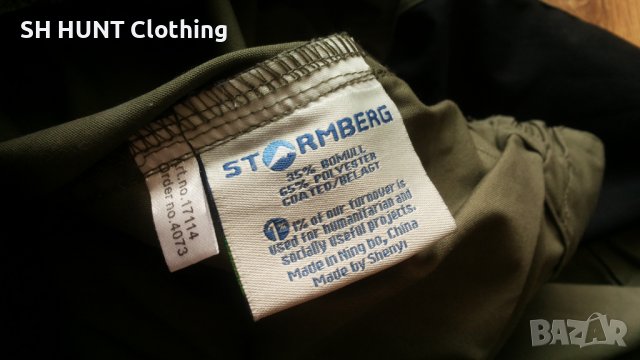 SH HUNT Clothing
STORMBERG
35% BOMULL
65% POLYESTER
COATED/BELAGT
1% of our turnover is
used for humanitarian and
socially useful projects.
Made in Ning bo, China
Made by Shenyi
Art.no.17114
Order no.4073
BAZAR